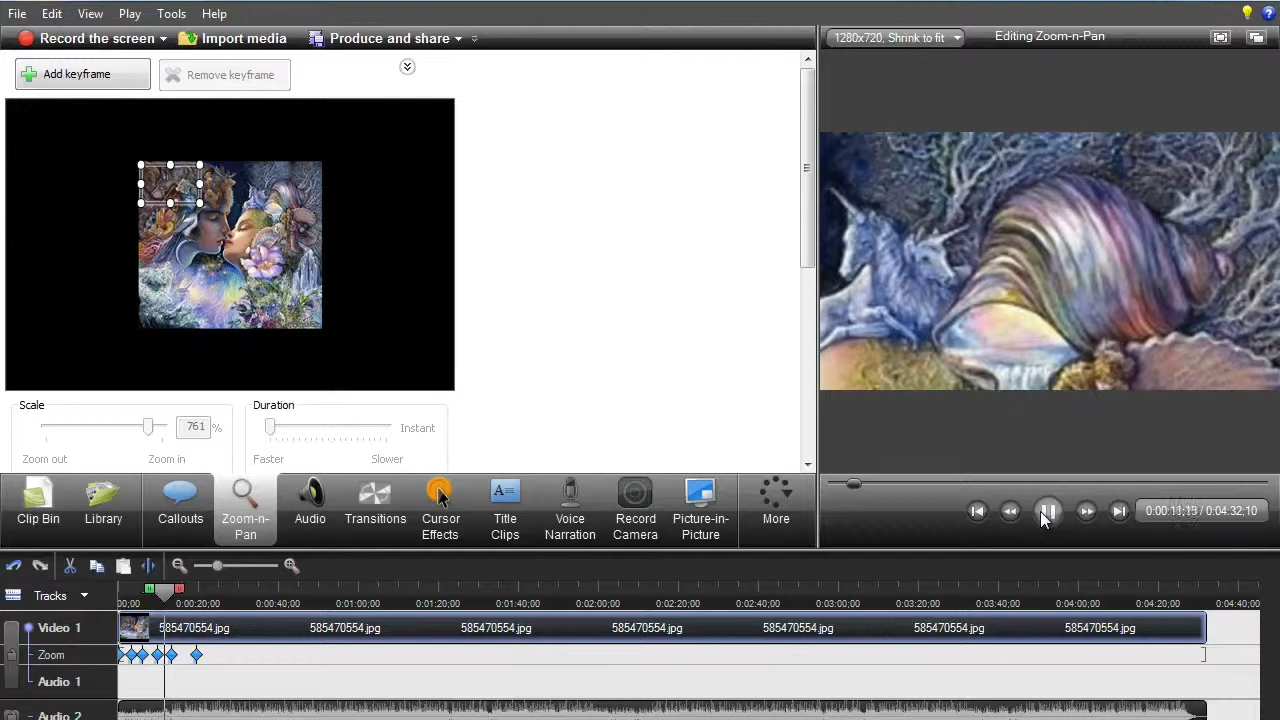 File Edit View Play Tools Help
Record the screen Import media Produce and share
1280x720, Shrink to fit Editing Zoom-n-Pan
Add keyframe Remove keyframe
Scale Duration
761 % Instant
Zoom out Zoom in Faster Slower
Clip Bin Library Callouts Zoom-n-Pan Audio Transitions Cursor Effects Title Clips Voice Narration Record Camera Picture-in-Picture More
0:04:32;10
Tracks 00;00 0:00:20;00 0:00:40;00 0:01:00;00 0:01:20;00 0:01:40;00 0:02:00;00 0:02:20;00 0:02:40;00 0:03:00;00 0:03:20;00 0:03:40;00 0:04:00;00 0:04:20;00 0:04:40;00
Video 1 585470554.jpg 585470554.jpg 585470554.jpg 585470554.jpg 585470554.jpg 585470554.jpg 585470554.jpg
Zoom
Audio 1
Audio 2